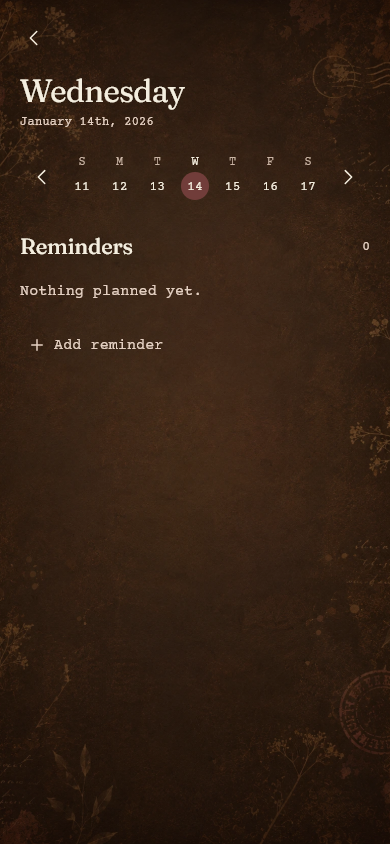 Wednesday
January 14th, 2026
S M T W T F S
11 12 13 14 15 16 17
Reminders 0
Nothing planned yet.
+ Add reminder